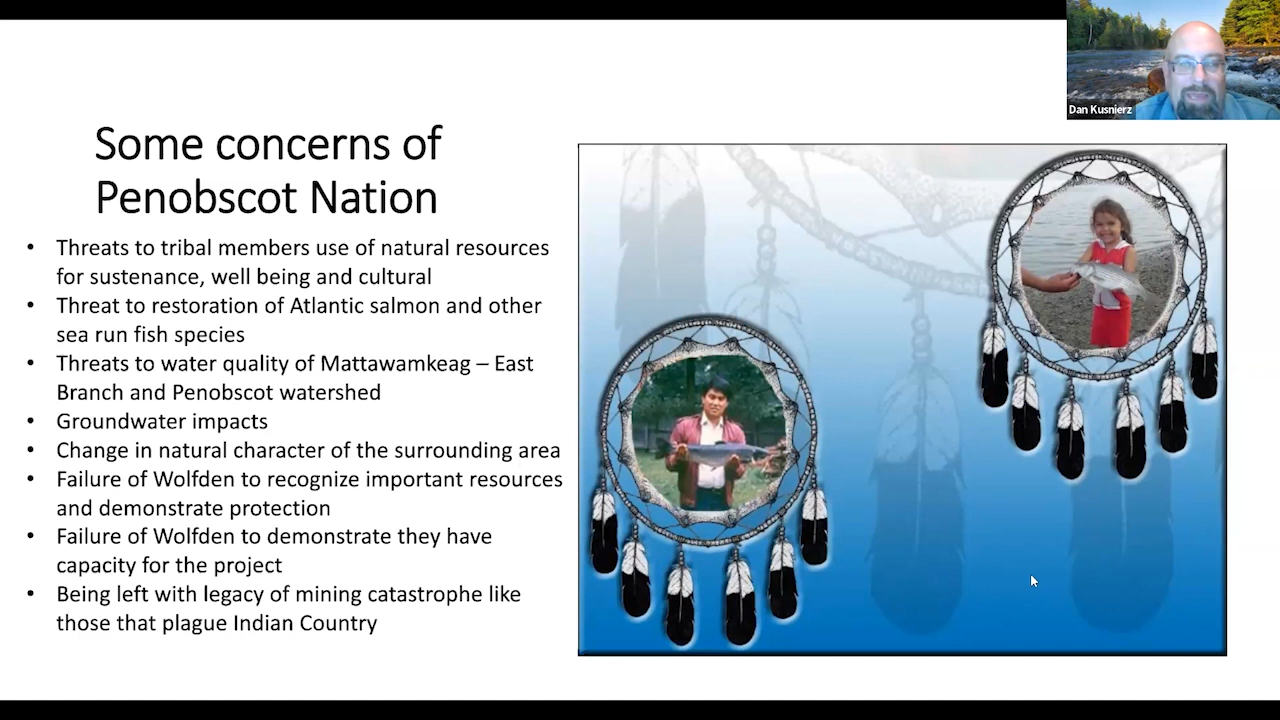 Dan Kusnierz
Some concerns of
Penobscot Nation
• Threats to tribal members use of natural resources
for sustenance, well being and cultural
• Threat to restoration of Atlantic salmon and other
sea run fish species
• Threats to water quality of Mattawamkeag – East
Branch and Penobscot watershed
• Groundwater impacts
• Change in natural character of the surrounding area
• Failure of Wolfden to recognize important resources
and demonstrate protection
• Failure of Wolfden to demonstrate they have
capacity for the project
• Being left with legacy of mining catastrophe like
those that plague Indian Country